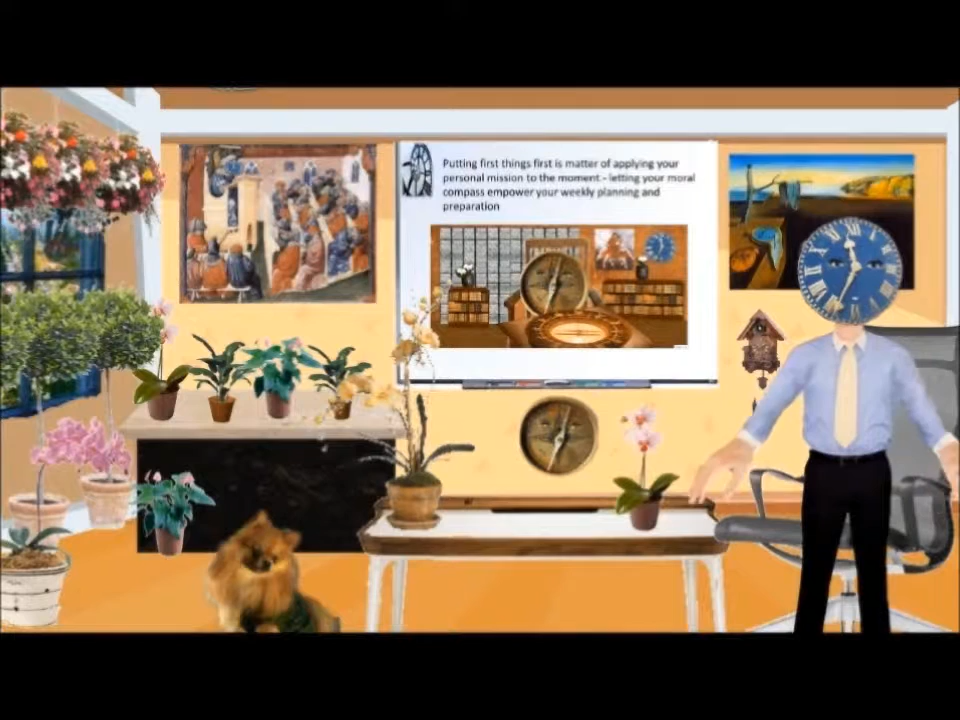 Putting first things first is matter of applying your
personal mission to the moment - letting your moral
compass empower your weekly planning and
preparation